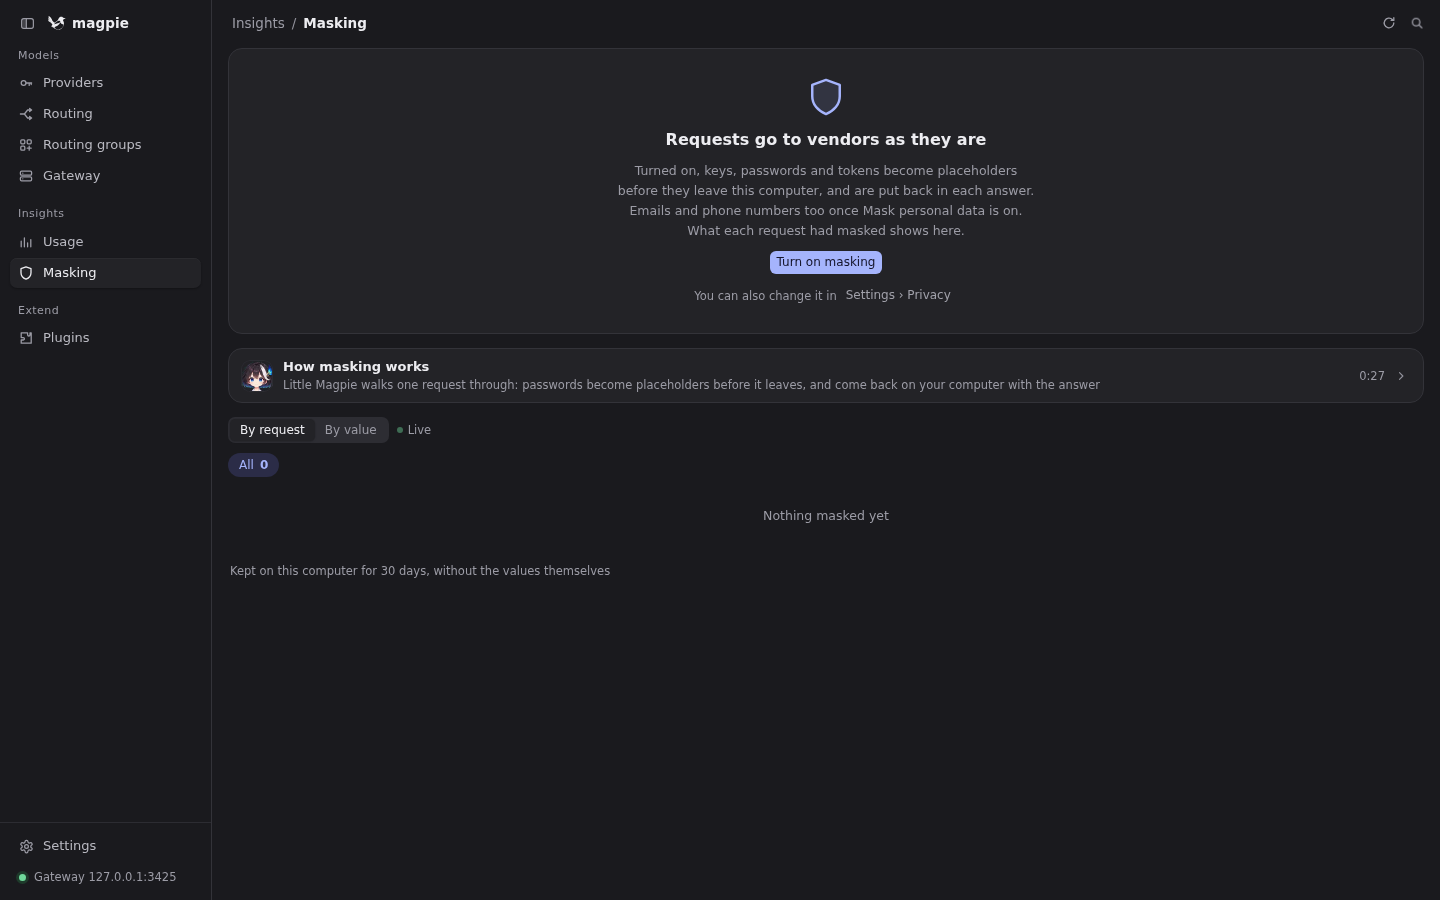 magpie
Models
Providers
Routing
Routing groups
Gateway
Insights
Usage
Masking
Extend
Plugins
Settings
Gateway 127.0.0.1:3425
Insights / Masking
Requests go to vendors as they are
Turned on, keys, passwords and tokens become placeholders
before they leave this computer, and are put back in each answer.
Emails and phone numbers too once Mask personal data is on.
What each request had masked shows here.
Turn on masking
You can also change it in Settings › Privacy
How masking works
Little Magpie walks one request through: passwords become placeholders before it leaves, and come back on your computer with the answer
0:27
By request By value Live
All 0
Nothing masked yet
Kept on this computer for 30 days, without the values themselves